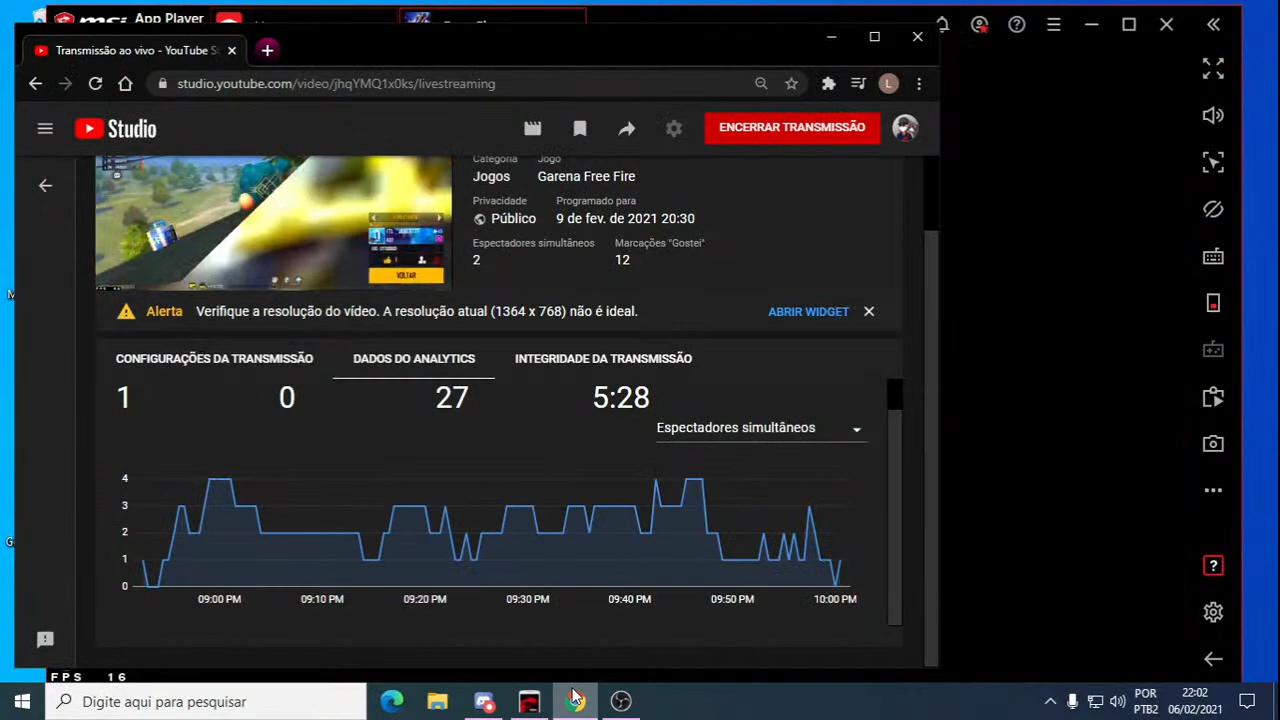 msi App Player
Transmissão ao vivo - YouTube S
studio.youtube.com/video/jhqYMQ1x0ks/livestreaming
L
Studio
ENCERRAR TRANSMISSÃO
Categoria Jogo
Jogos Garena Free Fire
Privacidade Programado para
Público 9 de fev. de 2021 20:30
Espectadores simultâneos Marcações "Gostei"
2 12
VOLTAR
Alerta Verifique a resolução do vídeo. A resolução atual (1364 x 768) não é ideal. ABRIR WIDGET
CONFIGURAÇÕES DA TRANSMISSÃO DADOS DO ANALYTICS INTEGRIDADE DA TRANSMISSÃO
1 0 27 5:28
Espectadores simultâneos
4
3
2
1
0
09:00 PM 09:10 PM 09:20 PM 09:30 PM 09:40 PM 09:50 PM 10:00 PM
FPS 16
Digite aqui para pesquisar
POR 22:02
PTB2 06/02/2021